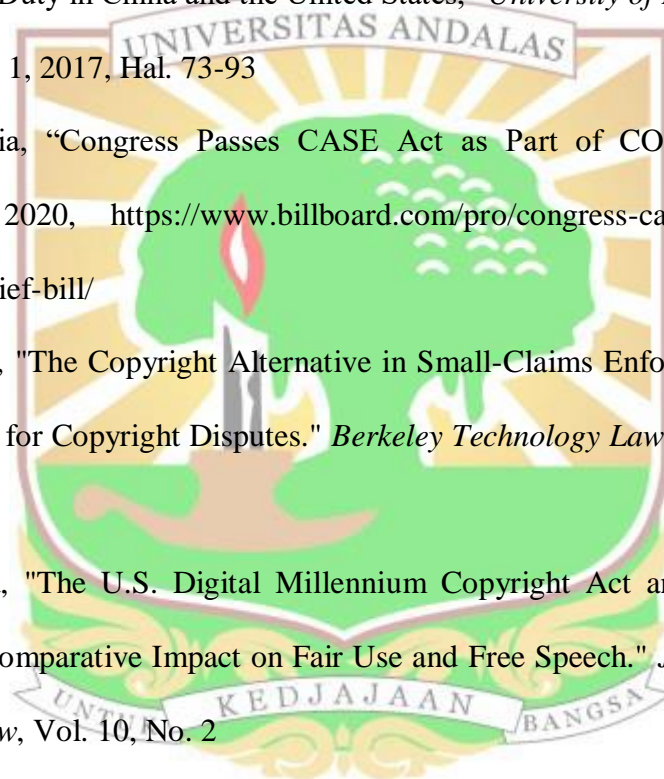 Duty in China and the United States," University of
UNIVERSITAS ANDALAS
1, 2017, Hal. 73-93
ia, “Congress Passes CASE Act as Part of CO
2020, https://www.billboard.com/pro/congress-ca
ief-bill/
, "The Copyright Alternative in Small-Claims Enfo
for Copyright Disputes." Berkeley Technology Law
, "The U.S. Digital Millennium Copyright Act a
omparative Impact on Fair Use and Free Speech."
w, Vol. 10, No. 2
UNTUK KEDJAJAAN BANGSA